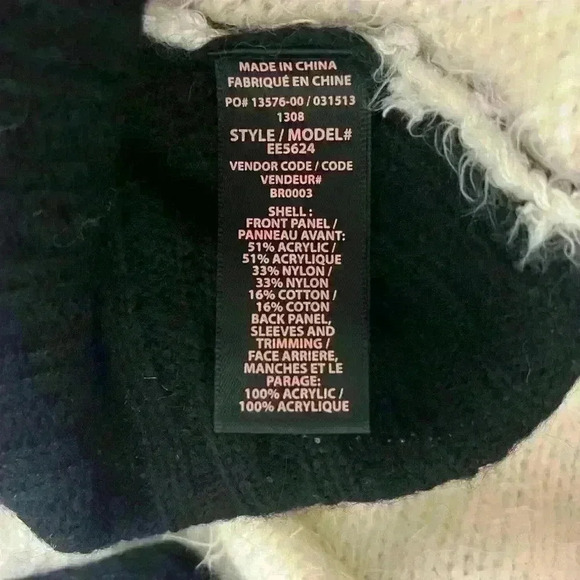 MADE IN CHINA
FABRIQUÉ EN CHINE
PO# 13576-00 / 031513
1308
STYLE / MODEL#
EE5624
VENDOR CODE / CODE
VENDEUR#
BR0003
SHELL :
FRONT PANEL /
PANNEAU AVANT:
51% ACRYLIC /
51% ACRYLIQUE
33% NYLON /
33% NYLON
16% COTTON /
16% COTON
BACK PANEL,
SLEEVES AND
TRIMMING /
FACE ARRIERE,
MANCHES ET LE
PARAGE:
100% ACRYLIC /
100% ACRYLIQUE